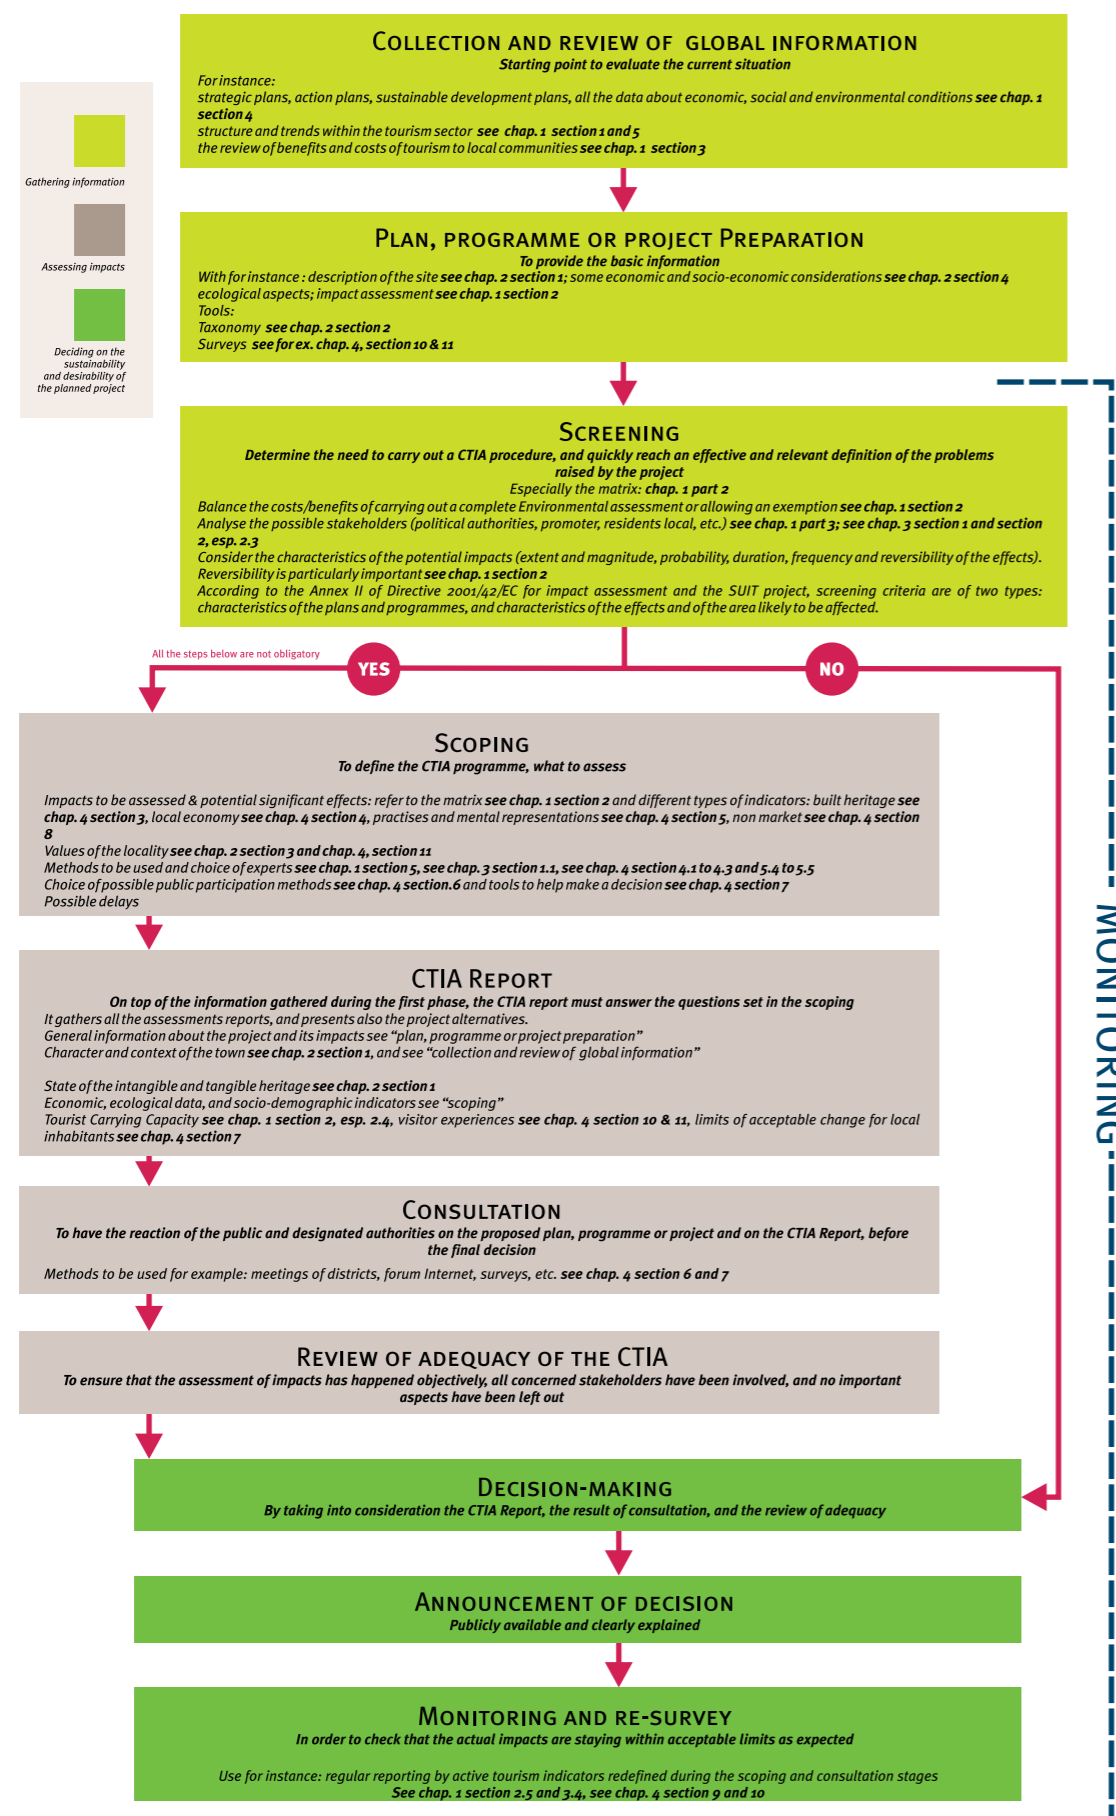 COLLECTION AND REVIEW OF GLOBAL INFORMATION
Starting point to evaluate the current situation
For instance:
strategic plans, action plans, sustainable development plans, all the data about economic, social and environmental conditions see chap. 1
section 4
structure and trends within the tourism sector see chap. 1 section 1 and 5
the review of benefits and costs of tourism to local communities see chap. 1 section 3
Gathering information
Assessing impacts
Deciding on the
sustainability
and desirability of
the planned project
PLAN, PROGRAMME OR PROJECT PREPARATION
To provide the basic information
With for instance : description of the site see chap. 2 section 1; some economic and socio-economic considerations see chap. 2 section 4
ecological aspects; impact assessment see chap. 1 section 2
Tools:
Taxonomy see chap. 2 section 2
Surveys see for ex. chap. 4, section 10 & 11
SCREENING
Determine the need to carry out a CTIA procedure, and quickly reach an effective and relevant definition of the problems
raised by the project
Especially the matrix: chap. 1 part 2
Balance the costs/benefits of carrying out a complete Environmental assessment or allowing an exemption see chap. 1 section 2
Analyse the possible stakeholders (political authorities, promoter, residents local, etc.) see chap. 1 part 3; see chap. 3 section 1 and section
2, esp. 2.3
Consider the characteristics of the potential impacts (extent and magnitude, probability, duration, frequency and reversibility of the effects).
Reversibility is particularly important see chap. 1 section 2
According to the Annex II of Directive 2001/42/EC for impact assessment and the SUIT project, screening criteria are of two types:
characteristics of the plans and programmes, and characteristics of the effects and of the area likely to be affected.
All the steps below are not obligatory
YES
NO
SCOPING
To define the CTIA programme, what to assess
Impacts to be assessed & potential significant effects: refer to the matrix see chap. 1 section 2 and different types of indicators: built heritage see
chap. 4 section 3, local economy see chap. 4 section 4, practises and mental representations see chap. 4 section 5, non market see chap. 4 section
8
Values of the locality see chap. 2 section 3 and chap. 4, section 11
Methods to be used and choice of experts see chap. 1 section 5, see chap. 3 section 1.1, see chap. 4 section 4.1 to 4.3 and 5.4 to 5.5
Choice of possible public participation methods see chap. 4 section.6 and tools to help make a decision see chap. 4 section 7
Possible delays
MONITORING
CTIA REPORT
On top of the information gathered during the first phase, the CTIA report must answer the questions set in the scoping
It gathers all the assessments reports, and presents also the project alternatives.
General information about the project and its impacts see “plan, programme or project preparation”
Character and context of the town see chap. 2 section 1, and see “collection and review of global information”
State of the intangible and tangible heritage see chap. 2 section 1
Economic, ecological data, and socio-demographic indicators see “scoping”
Tourist Carrying Capacity see chap. 1 section 2, esp. 2.4, visitor experiences see chap. 4 section 10 & 11, limits of acceptable change for local
inhabitants see chap. 4 section 7
CONSULTATION
To have the reaction of the public and designated authorities on the proposed plan, programme or project and on the CTIA Report, before
the final decision
Methods to be used for example: meetings of districts, forum Internet, surveys, etc. see chap. 4 section 6 and 7
REVIEW OF ADEQUACY OF THE CTIA
To ensure that the assessment of impacts has happened objectively, all concerned stakeholders have been involved, and no important
aspects have been left out
DECISION-MAKING
By taking into consideration the CTIA Report, the result of consultation, and the review of adequacy
ANNOUNCEMENT OF DECISION
Publicly available and clearly explained
MONITORING AND RE-SURVEY
In order to check that the actual impacts are staying within acceptable limits as expected
Use for instance: regular reporting by active tourism indicators redefined during the scoping and consultation stages
See chap. 1 section 2.5 and 3.4, see chap. 4 section 9 and 10